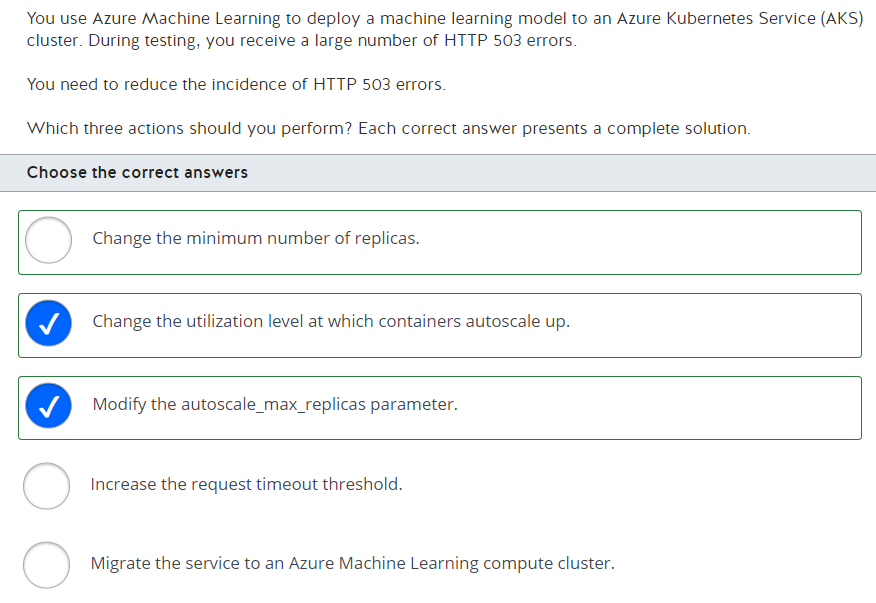 You use Azure Machine Learning to deploy a machine learning model to an Azure Kubernetes Service (AKS)
cluster. During testing, you receive a large number of HTTP 503 errors.
You need to reduce the incidence of HTTP 503 errors.
Which three actions should you perform? Each correct answer presents a complete solution.
Choose the correct answers
Change the minimum number of replicas.
Change the utilization level at which containers autoscale up.
Modify the autoscale_max_replicas parameter.
Increase the request timeout threshold.
Migrate the service to an Azure Machine Learning compute cluster.